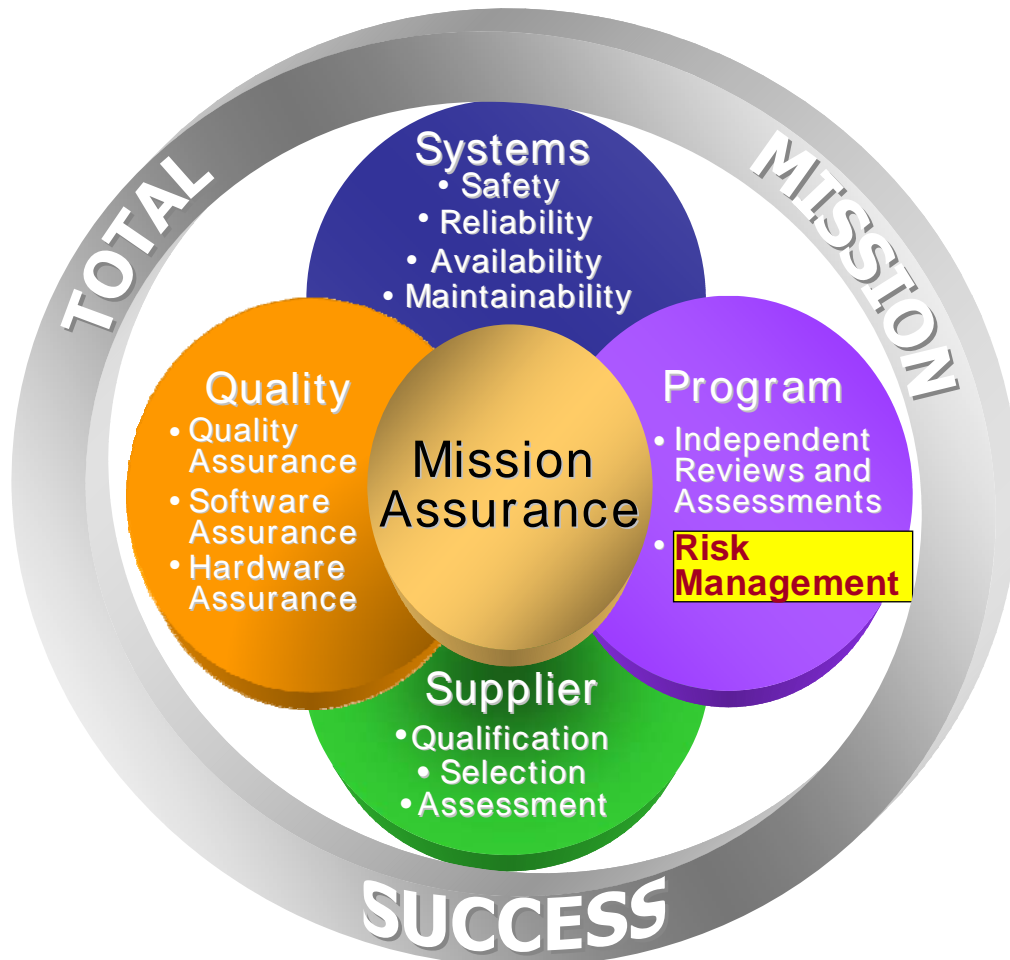 TOTAL
MISSION
Systems
• Safety
• Reliability
• Availability
• Maintainability
Quality
• Quality
Assurance
• Software
Assurance
• Hardware
Assurance
Mission
Assurance
Program
• Independent
Reviews and
Assessments
• Risk
Management
Supplier
• Qualification
• Selection
• Assessment
SUCCESS